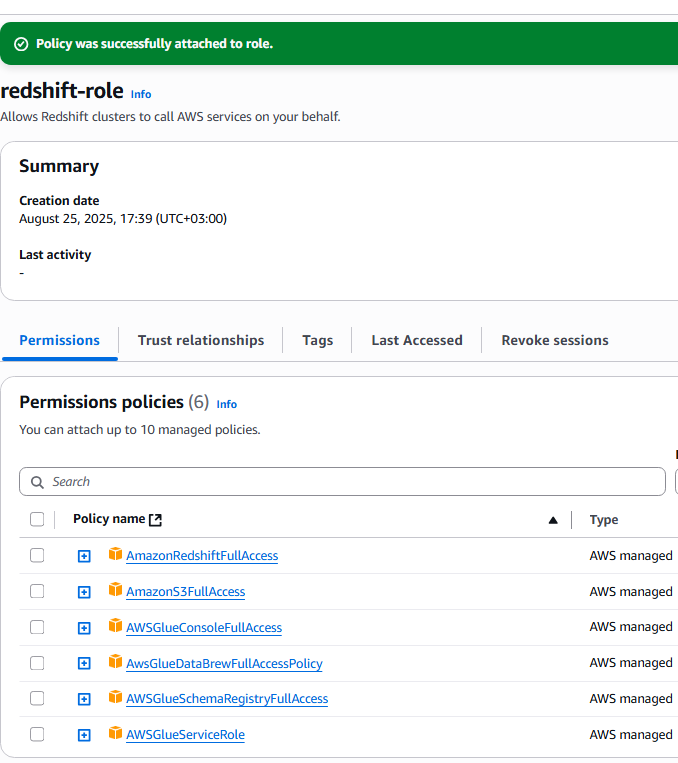 Policy was successfully attached to role.
redshift-role Info
Allows Redshift clusters to call AWS services on your behalf.
Summary
Creation date
August 25, 2025, 17:39 (UTC+03:00)
Last activity
-
Permissions Trust relationships Tags Last Accessed Revoke sessions
Permissions policies (6) Info
You can attach up to 10 managed policies.
Search
Policy name Type
AmazonRedshiftFullAccess AWS managed
AmazonS3FullAccess AWS managed
AWSGlueConsoleFullAccess AWS managed
AwsGlueDataBrewFullAccessPolicy AWS managed
AWSGlueSchemaRegistryFullAccess AWS managed
AWSGlueServiceRole AWS managed